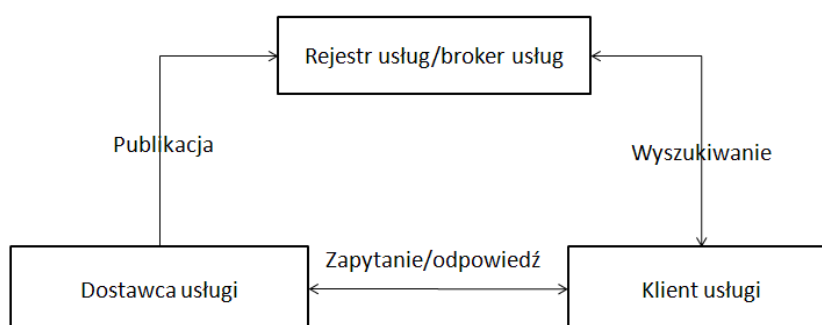 Rejestr usług/broker usług
Publikacja
Wyszukiwanie
Zapytanie/odpowiedź
Dostawca usługi
Klient usługi